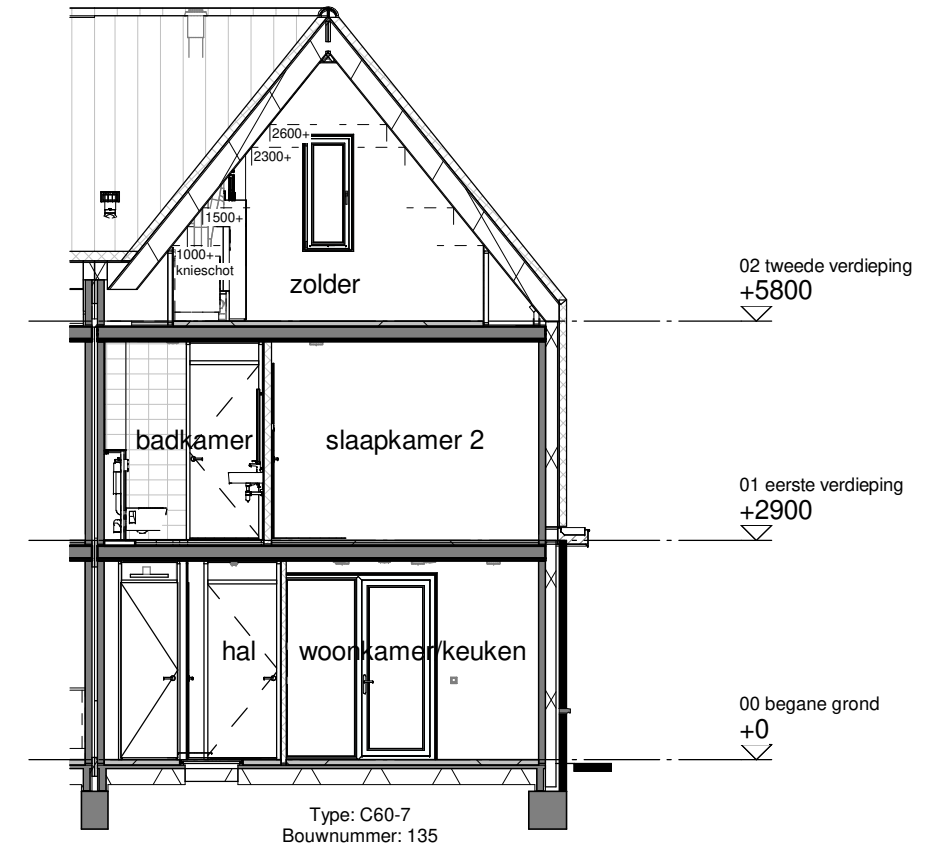 2600+
2300+
1500+
1000+
knieschot
zolder
02 tweede verdieping
+5800
badkamer
slaapkamer 2
01 eerste verdieping
+2900
hal
woonkamer/keuken
00 begane grond
+0
Type: C60-7
Bouwnummer: 135